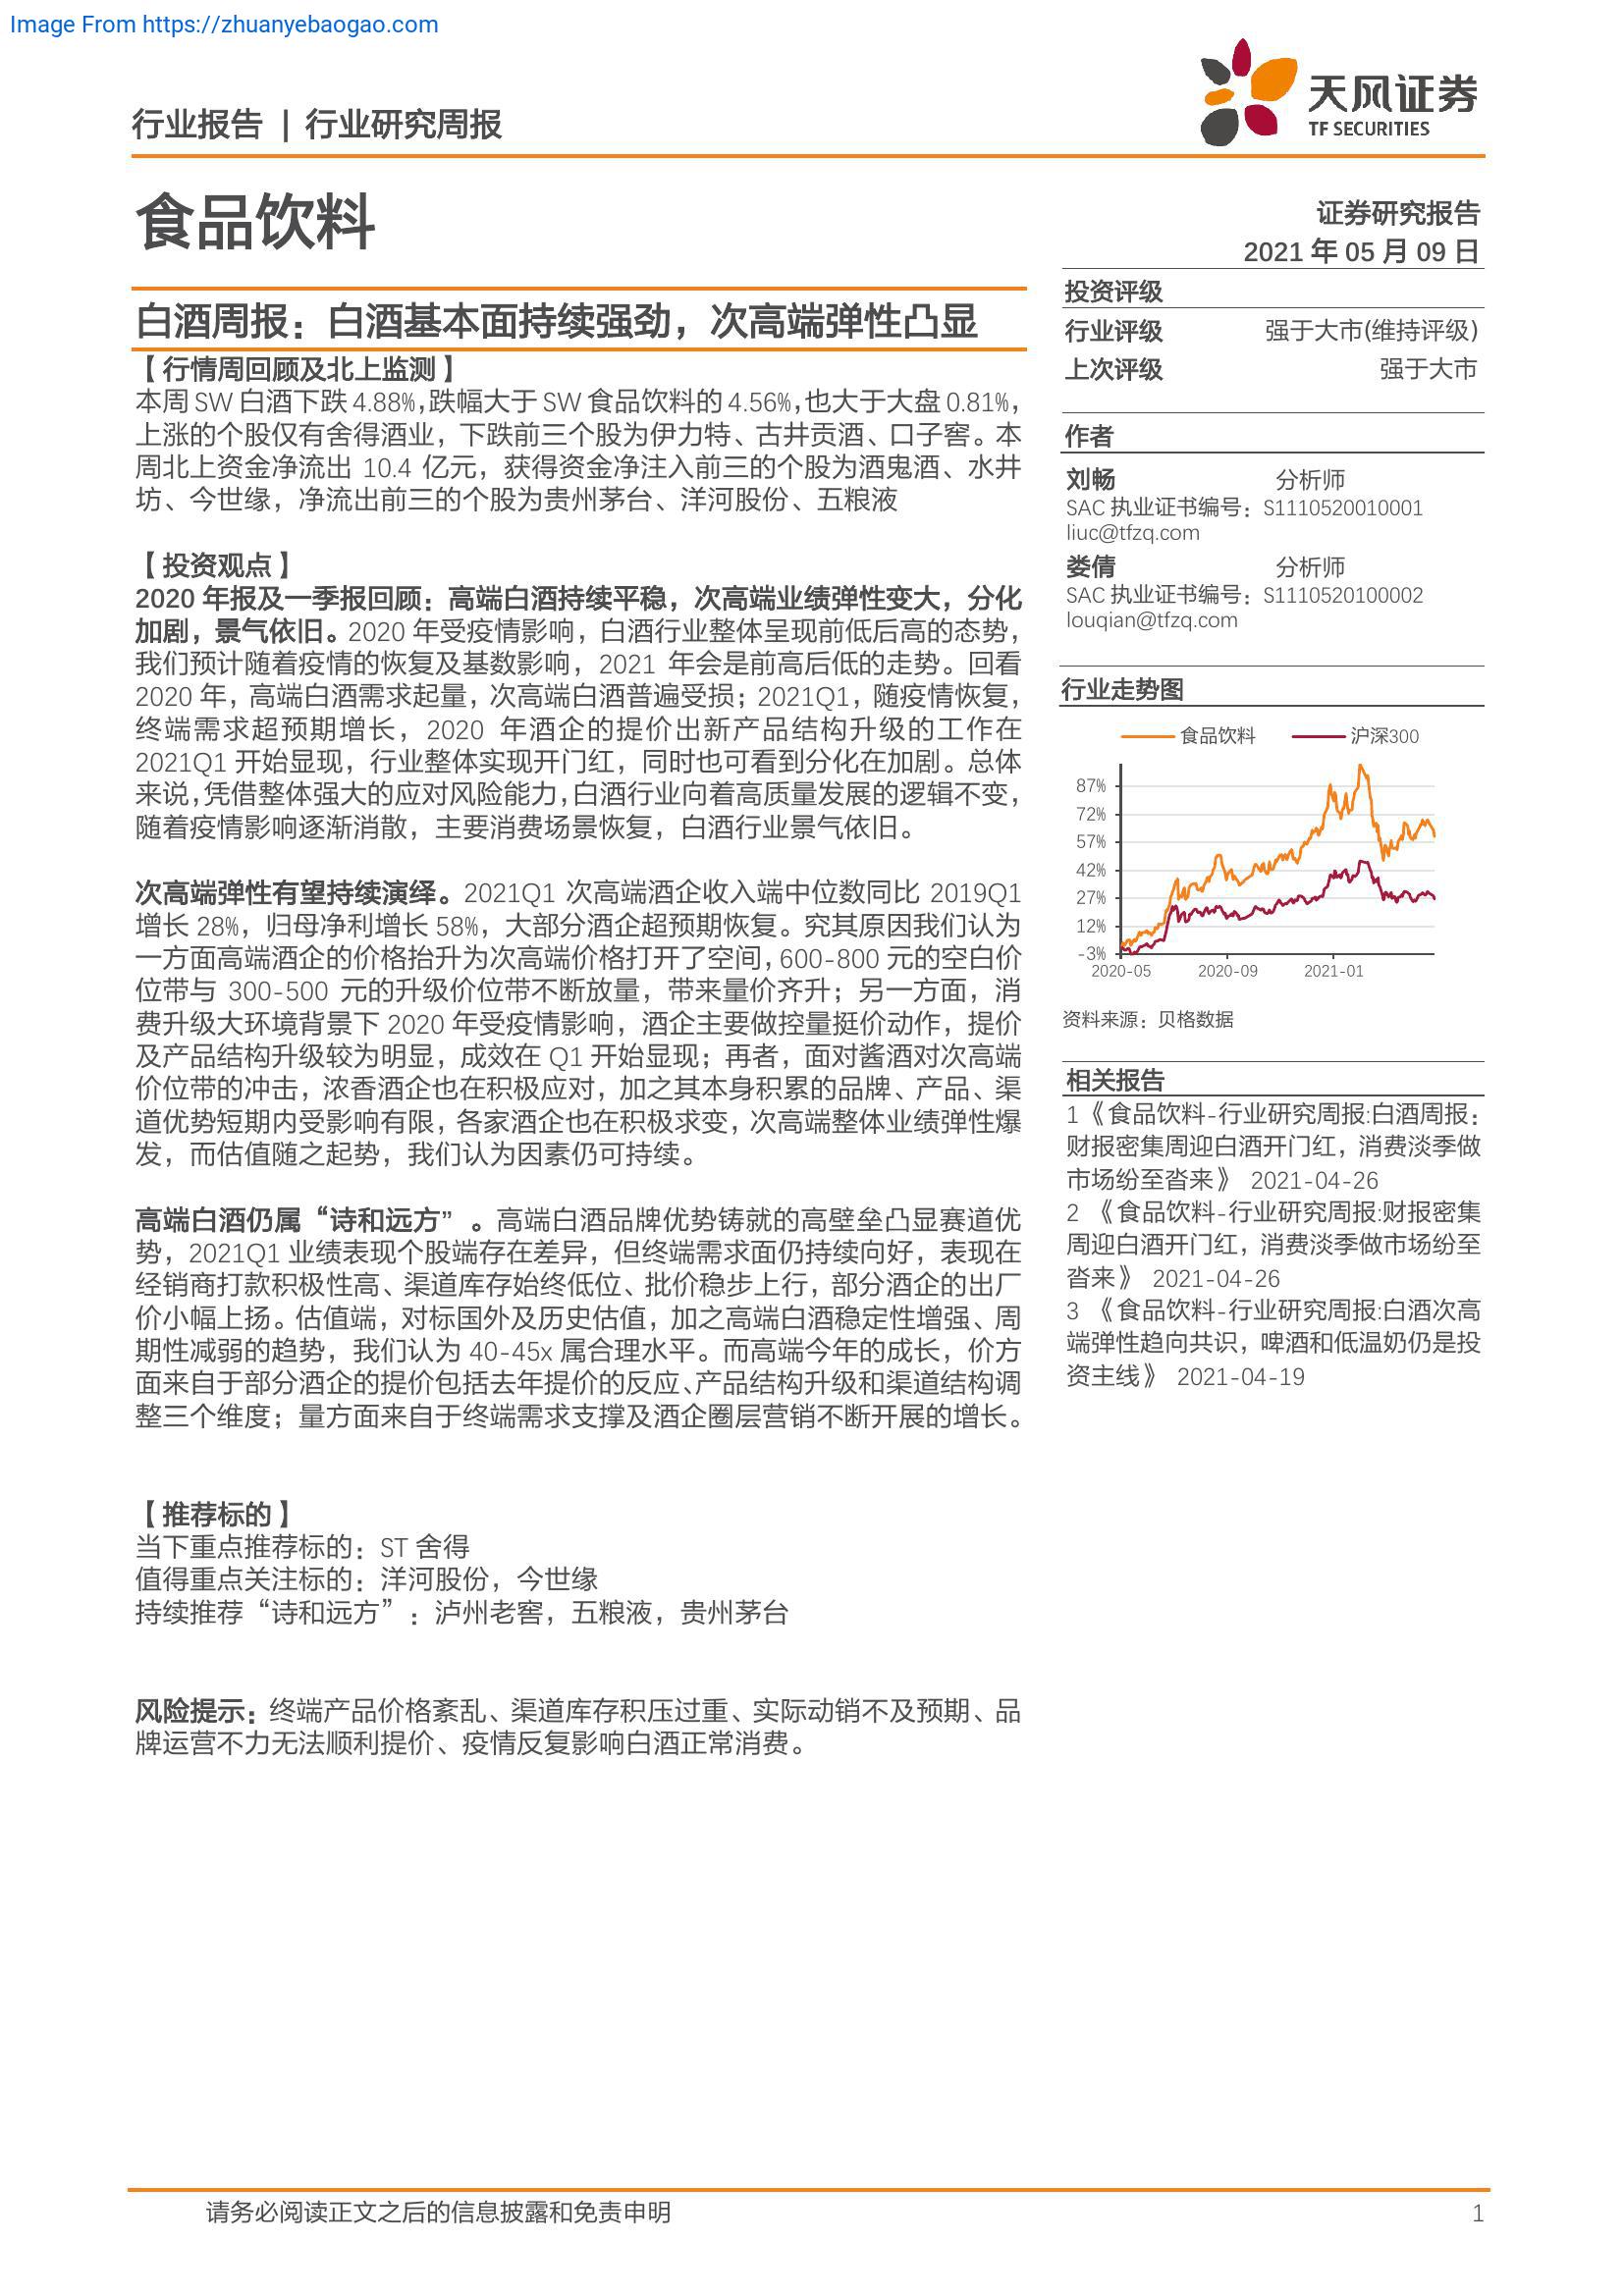 Image From https://zhuanyebaogao.com
行业报告 | 行业研究周报
天风证券
TF SECURITIES
食品饮料
证券研究报告
2021 年 05 月 09 日
白酒周报：白酒基本面持续强劲，次高端弹性凸显
【行情周回顾及北上监测】
本周 SW 白酒下跌 4.88%，跌幅大于 SW 食品饮料的 4.56%，也大于大盘 0.81%，
上涨的个股仅有舍得酒业，下跌前三个股为伊力特、古井贡酒、口子窖。本
周北上资金净流出 10.4 亿元，获得资金净注入前三的个股为酒鬼酒、水井
坊、今世缘，净流出前三的个股为贵州茅台、洋河股份、五粮液
【投资观点】
2020 年报及一季报回顾：高端白酒持续平稳，次高端业绩弹性变大，分化
加剧，景气依旧。2020 年受疫情影响，白酒行业整体呈现前低后高的态势，
我们预计随着疫情的恢复及基数影响，2021 年会是前高后低的走势。回看
2020 年，高端白酒需求起量，次高端白酒普遍受损；2021Q1，随疫情恢复，
终端需求超预期增长，2020 年酒企的提价出新产品结构升级的工作在
2021Q1 开始显现，行业整体实现开门红，同时也可看到分化在加剧。总体
来说，凭借整体强大的应对风险能力，白酒行业向着高质量发展的逻辑不变，
随着疫情影响逐渐消散，主要消费场景恢复，白酒行业景气依旧。
次高端弹性有望持续演绎。2021Q1 次高端酒企收入端中位数同比 2019Q1
增长 28%，归母净利增长 58%，大部分酒企超预期恢复。究其原因我们认为
一方面高端酒企的价格抬升为次高端价格打开了空间，600-800 元的空白价
位带与 300-500 元的升级价位带不断放量，带来量价齐升；另一方面，消
费升级大环境背景下 2020 年受疫情影响，酒企主要做控量挺价动作，提价
及产品结构升级较为明显，成效在 Q1 开始显现；再者，面对酱酒对次高端
价位带的冲击，浓香酒企也在积极应对，加之其本身积累的品牌、产品、渠
道优势短期内受影响有限，各家酒企也在积极求变，次高端整体业绩弹性爆
发，而估值随之起势，我们认为因素仍可持续。
高端白酒仍属“诗和远方”。高端白酒品牌优势铸就的高壁垒凸显赛道优
势，2021Q1 业绩表现个股端存在差异，但终端需求面仍持续向好，表现在
经销商打款积极性高、渠道库存始终低位、批价稳步上行，部分酒企的出厂
价小幅上扬。估值端，对标国外及历史估值，加之高端白酒稳定性增强、周
期性减弱的趋势，我们认为 40-45x 属合理水平。而高端今年的成长，价方
面来自于部分酒企的提价包括去年提价的反应、产品结构升级和渠道结构调
整三个维度；量方面来自于终端需求支撑及酒企圈层营销不断开展的增长。
【推荐标的】
当下重点推荐标的：ST 舍得
值得重点关注标的：洋河股份，今世缘
持续推荐“诗和远方”：泸州老窖，五粮液，贵州茅台
风险提示：终端产品价格紊乱、渠道库存积压过重、实际动销不及预期、品
牌运营不力无法顺利提价、疫情反复影响白酒正常消费。
投资评级
行业评级 强于大市(维持评级)
上次评级 强于大市
作者
刘畅 分析师
SAC 执业证书编号：S1110520010001
liuc@tfzq.com
娄倩 分析师
SAC 执业证书编号：S1110520100002
louqian@tfzq.com
行业走势图
食品饮料 沪深300
87%
72%
57%
42%
27%
12%
-3%
2020-05 2020-09 2021-01
资料来源：贝格数据
相关报告
1《食品饮料-行业研究周报:白酒周报：
财报密集周迎白酒开门红，消费淡季做
市场纷至沓来》 2021-04-26
2 《食品饮料-行业研究周报:财报密集
周迎白酒开门红，消费淡季做市场纷至
沓来》 2021-04-26
3 《食品饮料-行业研究周报:白酒次高
端弹性趋向共识，啤酒和低温奶仍是投
资主线》 2021-04-19
请务必阅读正文之后的信息披露和免责申明 1